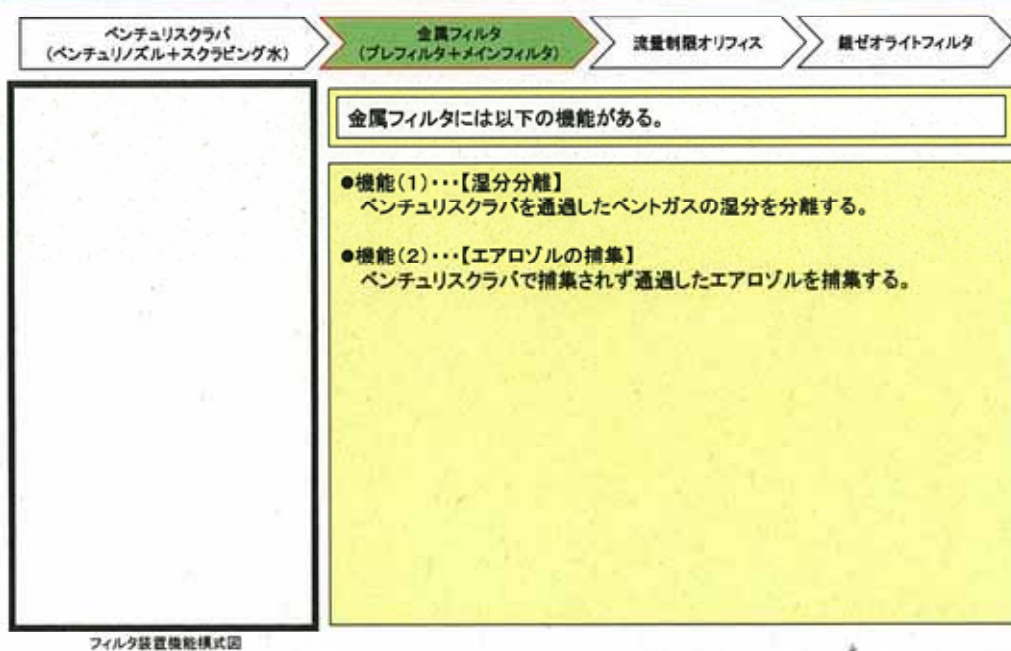 ベンチュリスクラバ
(ベンチュリノズル+スクラビング水)
金属フィルタ
(プレフィルタ+メインフィルタ)
流量制限オリフィス
銀ゼオライトフィルタ
金属フィルタには以下の機能がある。
●機能(1)・・・【湿分分離】
ベンチュリスクラバを通過したベントガスの湿分を分離する。
●機能(2)・・・【エアロゾルの捕集】
ベンチュリスクラバで捕集されず通過したエアロゾルを捕集する。
フィルタ装置機能模式図